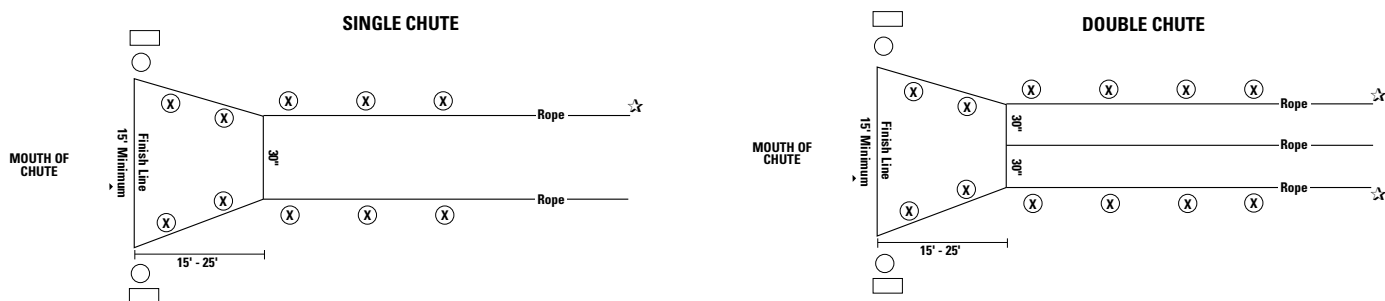 SINGLE CHUTE
X X X X X
Rope
MOUTH OF
CHUTE
15' Minimum
Finish Line
30"
X X X X X
Rope
15' - 25'
DOUBLE CHUTE
X X X X X X
Rope
30"
MOUTH OF
CHUTE
15' Minimum
Finish Line
Rope
30"
X X X X X X
Rope
15' - 25'